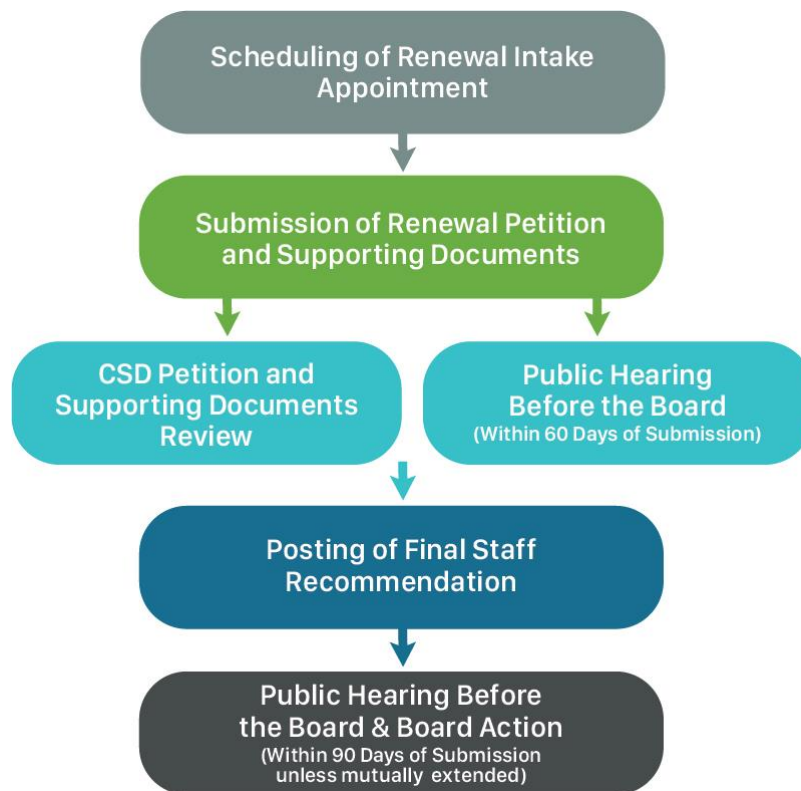 Scheduling of Renewal Intake
Appointment
Submission of Renewal Petition
and Supporting Documents
CSD Petition and
Supporting Documents
Review
Public Hearing
Before the Board
(Within 60 Days of Submission)
Posting of Final Staff
Recommendation
Public Hearing Before
the Board & Board Action
(Within 90 Days of Submission
unless mutually extended)